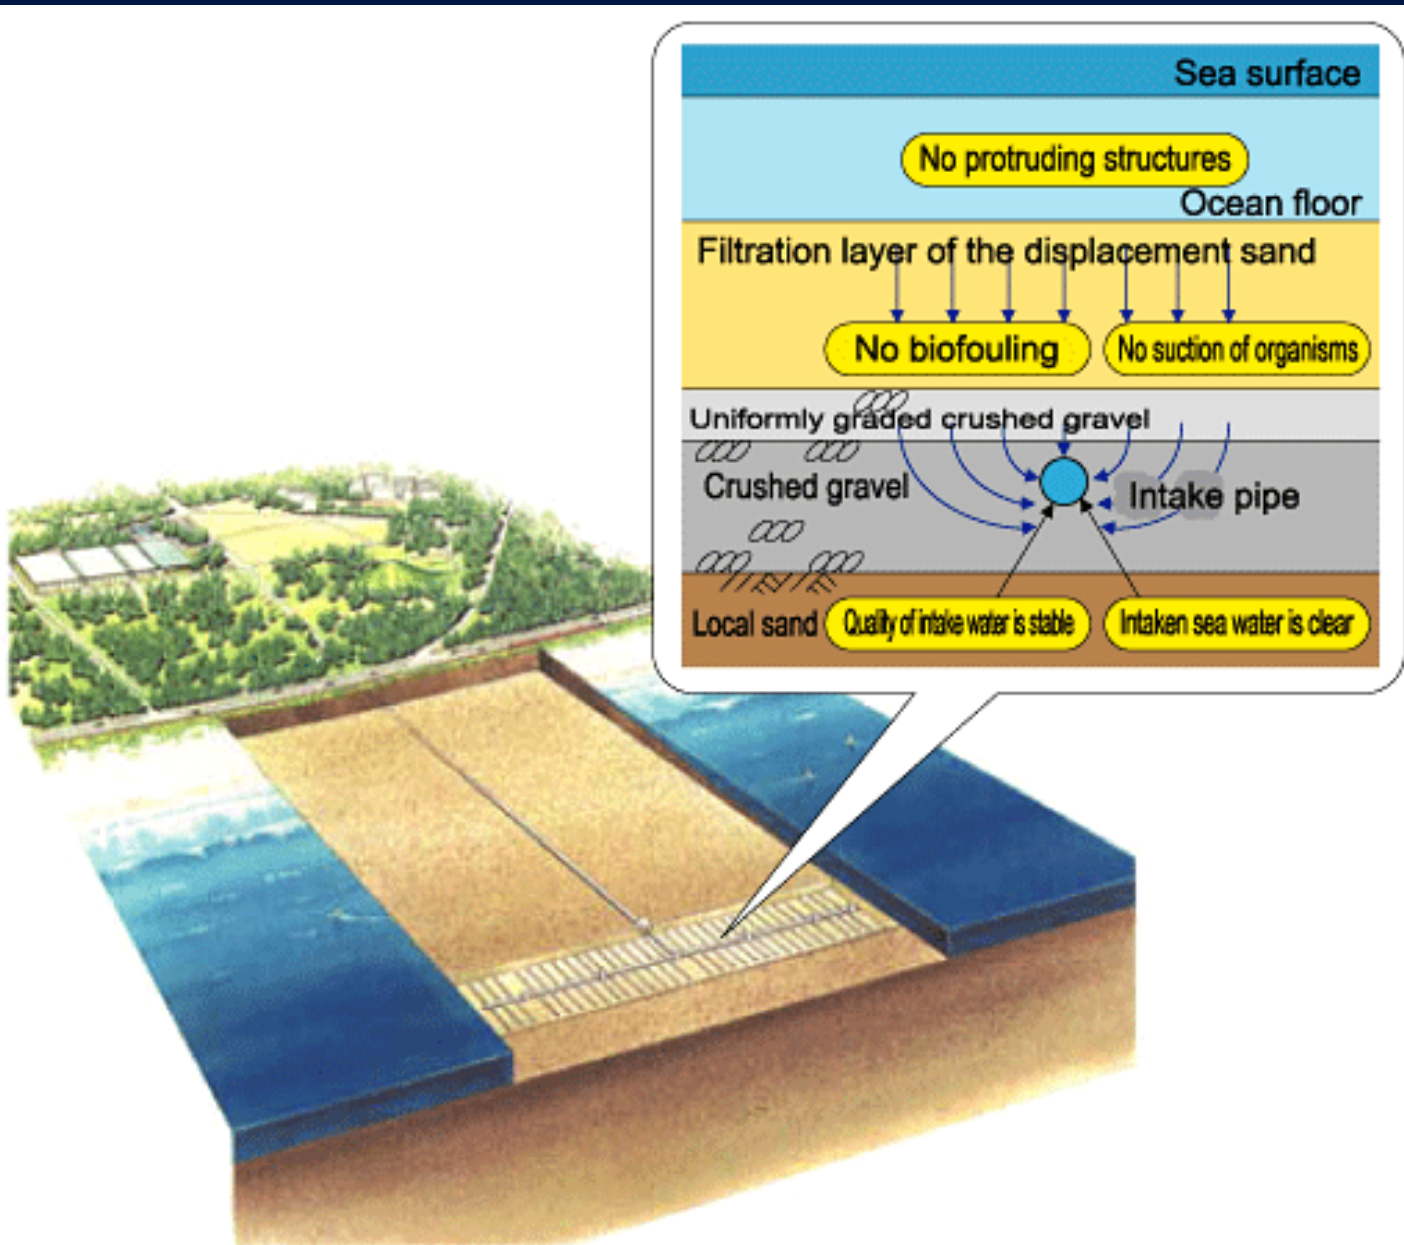 Sea surface
No protruding structures
Ocean floor
Filtration layer of the displacement sand
No biofouling
No suction of organisms
Uniformly graded crushed gravel
Crushed gravel
Intake pipe
Local sand
Quality of intake water is stable
Intaken sea water is clear